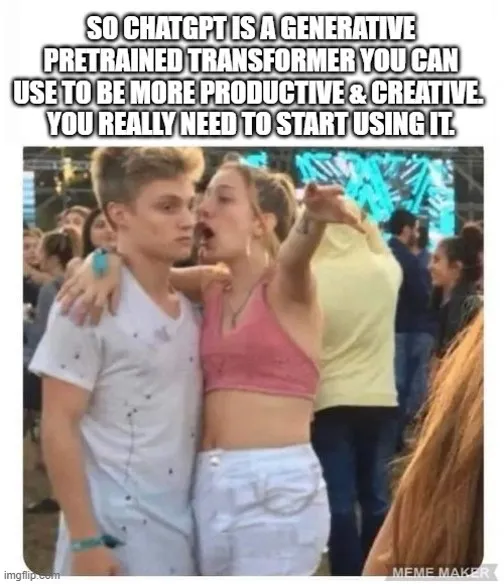 SO CHATGPT IS A GENERATIVE
PRETRAINED TRANSFORMER YOU CAN
USE TO BE MORE PRODUCTIVE & CREATIVE.
YOU REALLY NEED TO START USING IT.
imgflip.com
MEME MAKER